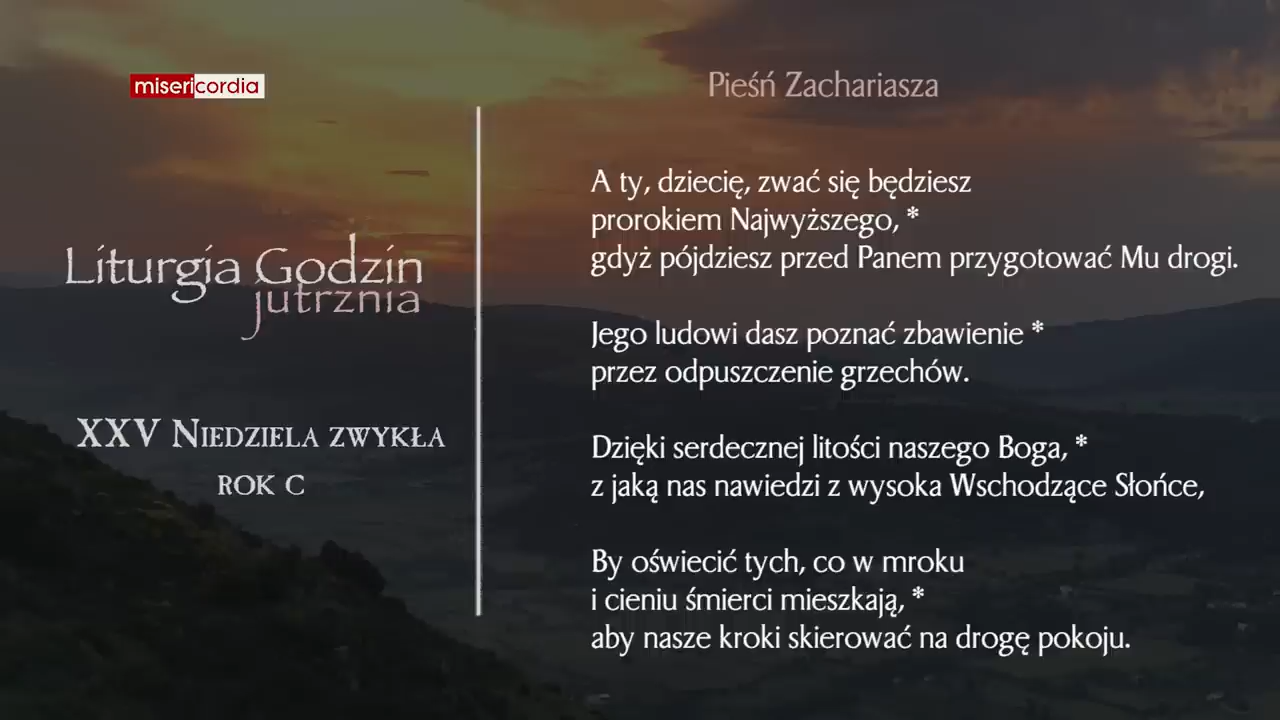 misericordia
Liturgia Godzin
jutrznia
XXV Niedziela zwykła
rok C
Pieśń Zachariasza
A ty, dziecię, zwać się będziesz
prorokiem Najwyższego, *
gdyż pójdziesz przed Panem przygotować Mu drogi.
Jego ludowi dasz poznać zbawienie *
przez odpuszczenie grzechów.
Dzięki serdecznej litości naszego Boga, *
z jaką nas nawiedzi z wysoka Wschodzące Słońce,
By oświecić tych, co w mroku
i cieniu śmierci mieszkają, *
aby nasze kroki skierować na drogę pokoju.